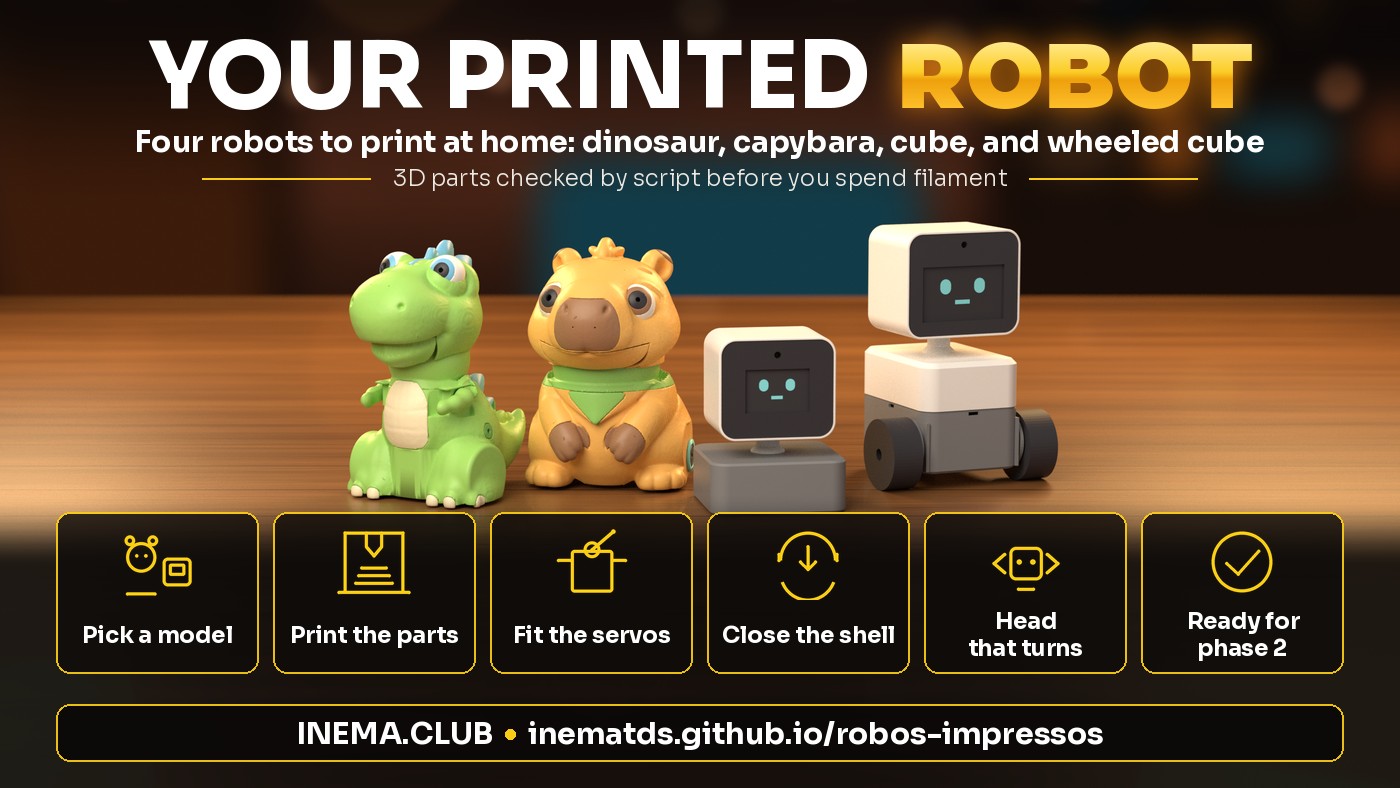 YOUR PRINTED ROBOT
Four robots to print at home: dinosaur, capybara, cube, and wheeled cube
3D parts checked by script before you spend filament
Pick a model
Print the parts
Fit the servos
Close the shell
Head
that turns
Ready for
phase 2
INEMA.CLUB • inematds.github.io/robos-impressos